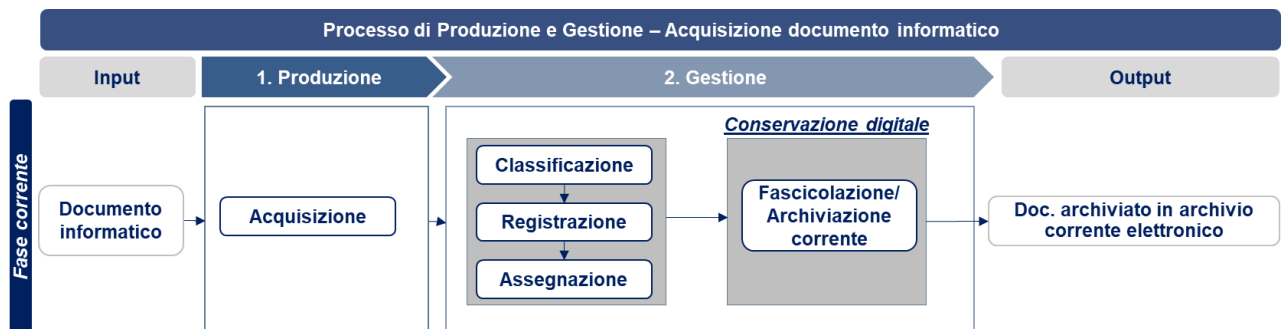 Processo di Produzione e Gestione – Acquisizione documento informatico
Input
1. Produzione
2. Gestione
Output
Fase corrente
Documento
informatico
Acquisizione
Classificazione
Registrazione
Assegnazione
Conservazione digitale
Fascicolazione/
Archiviazione
corrente
Doc. archiviato in archivio
corrente elettronico